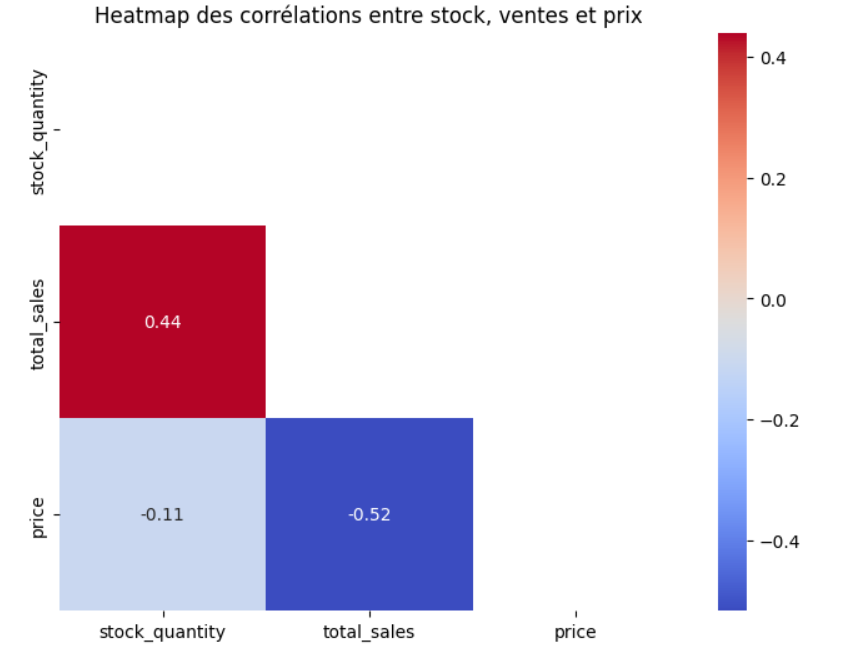 Heatmap des corrélations entre stock, ventes et prix
stock_quantity
total_sales
price
0.44
-0.11
-0.52
stock_quantity
total_sales
price
0.4
0.2
0.0
−0.2
−0.4